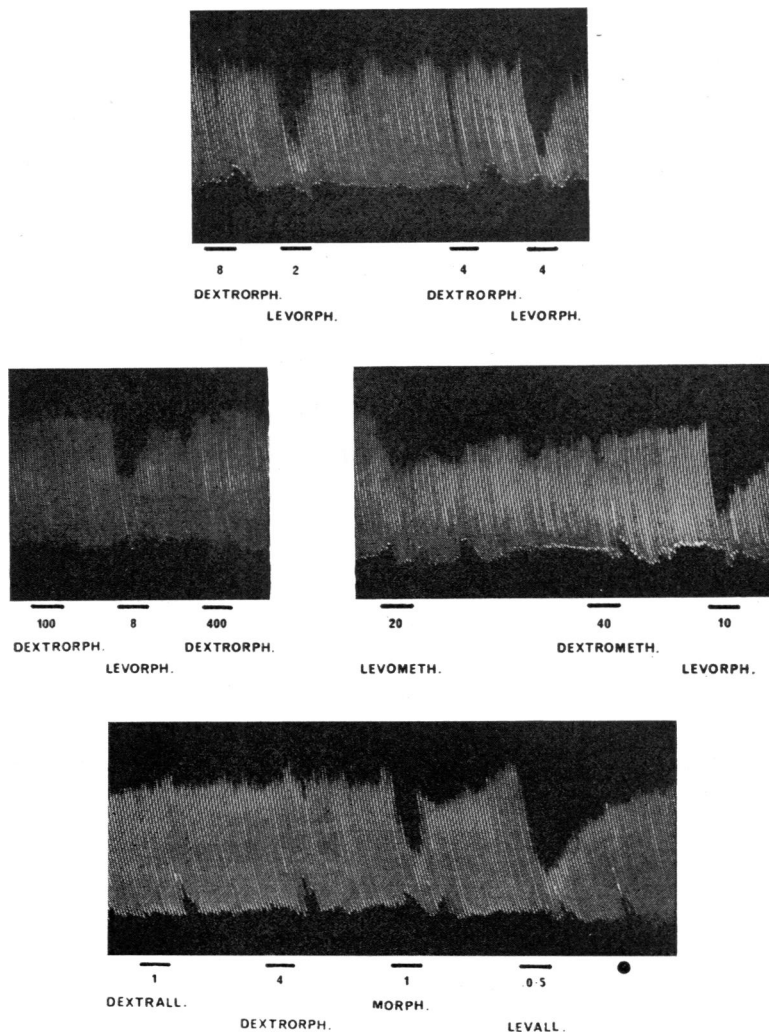 8 2 4 4
DEXTRORPH. DEXTRORPH.
LEVORPH. LEVORPH.
100 8 400
DEXTRORPH. DEXTRORPH.
LEVORPH.
20 40 10
DEXTROMETH.
LEVOMETH. LEVORPH.
1 4 1 0·5
DEXTRALL. MORPH.
DEXTRORPH. LEVALL.